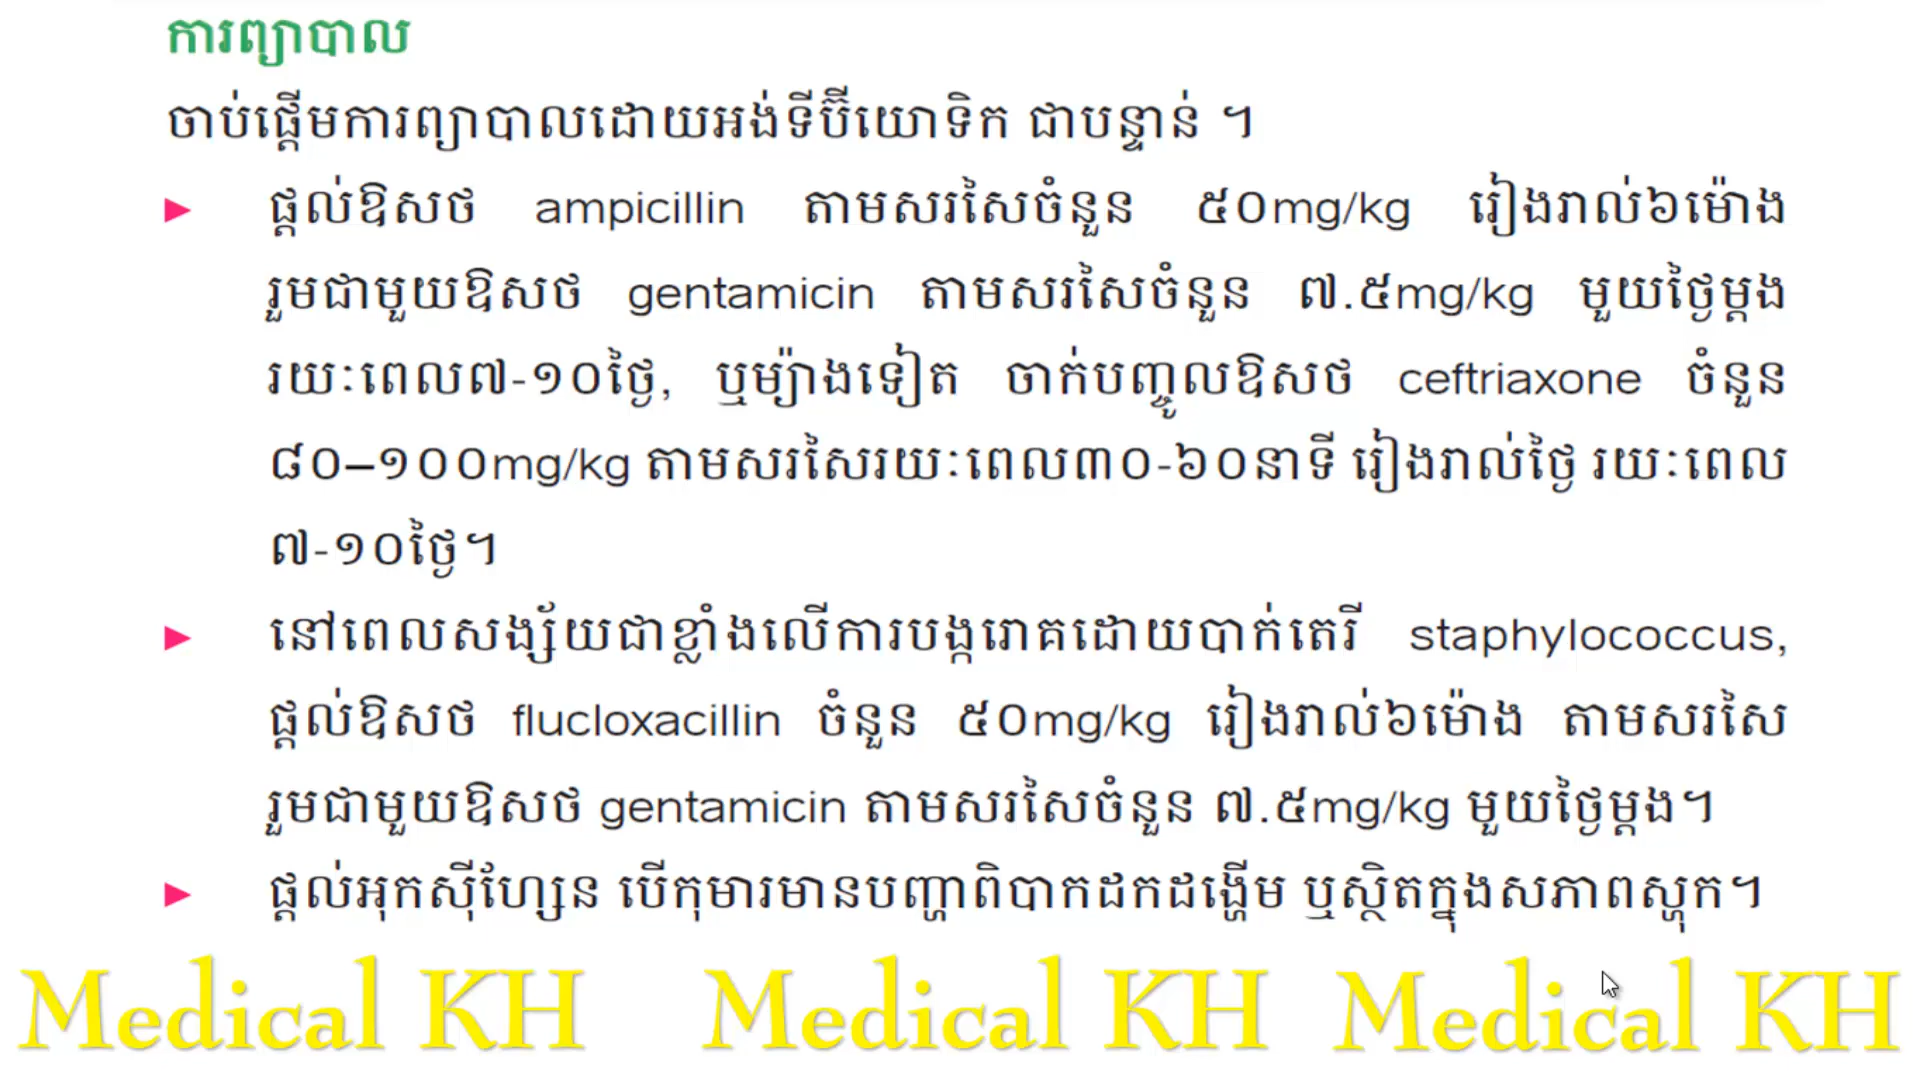 ការព្យាបាល
ចាប់ផ្តើមការព្យាបាលដោយអង់ទីប៊ីយោទិក ជាបន្ទាន់ ។
► ផ្តល់ឱសថ ampicillin តាមសរសៃចំនួន ៥០mg/kg រៀងរាល់៦ម៉ោង
រួមជាមួយឱសថ gentamicin តាមសរសៃចំនួន ៧.៥mg/kg មួយថ្ងៃម្តង
រយៈពេល៧-១០ថ្ងៃ, ឬម្យ៉ាងទៀត ចាក់បញ្ចូលឱសថ ceftriaxone ចំនួន
៨០–១០០mg/kg តាមសរសៃរយៈពេល៣០-៦០នាទី រៀងរាល់ថ្ងៃ រយៈពេល
៧-១០ថ្ងៃ។
► នៅពេលសង្ស័យជាខ្លាំងលើការបង្ករោគដោយបាក់តេរី staphylococcus,
ផ្តល់ឱសថ flucloxacillin ចំនួន ៥០mg/kg រៀងរាល់៦ម៉ោង តាមសរសៃ
រួមជាមួយឱសថ gentamicin តាមសរសៃចំនួន ៧.៥mg/kg មួយថ្ងៃម្តង។
► ផ្តល់អុកស៊ីហ្សែន បើកុមារមានបញ្ហាពិបាកដកដង្ហើម ឬស្ថិតក្នុងសភាពស្ហុក។
Medical KH Medical KH Medical KH